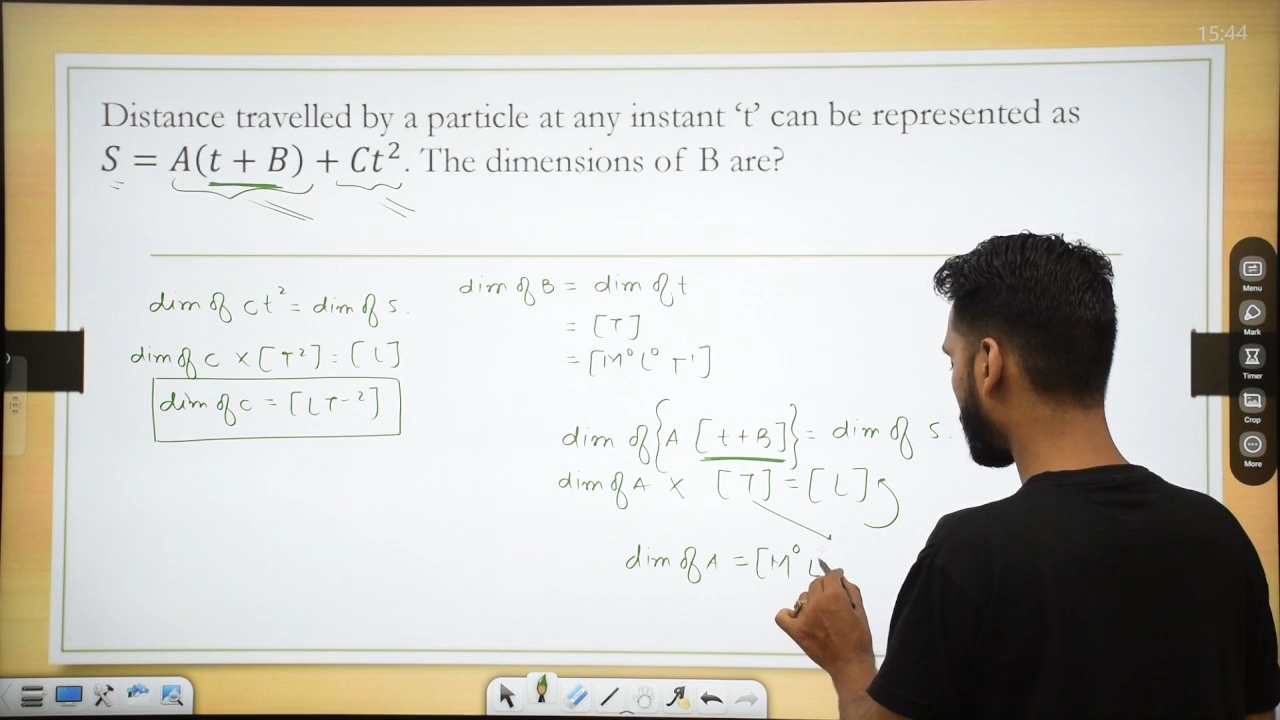 15:44
Distance travelled by a particle at any instant ‘t’ can be represented as
S = A(t + B) + Ct². The dimensions of B are?
dim of Ct² = dim of S.
dim of C × [T²] = [L]
dim of C = [LT⁻²]
dim of B = dim of t
= [T]
= [M⁰L⁰T¹]
dim of {A [t+B]} = dim of S.
dim of A × [T] = [L]
dim of A = [M⁰ L
Menu
Mark
Timer
Crop
More